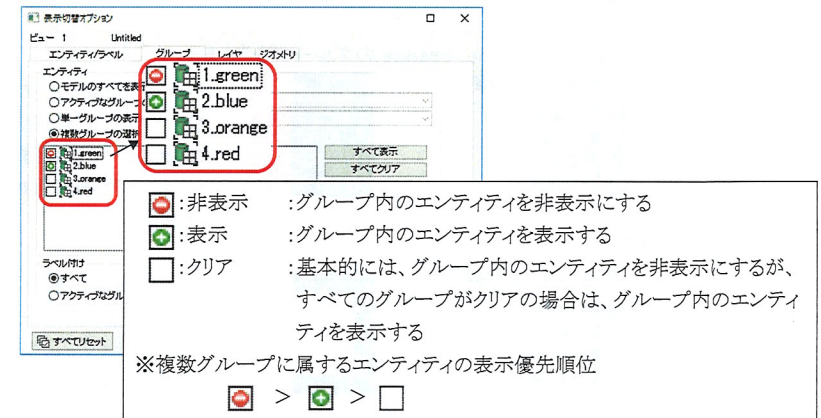 表示切替オプション
ビュー 1 Untitled
エンティティ/ラベル グループ レイヤ ジオメトリ
エンティティ
モデルのすべてを表
アクティブなグループ
単一グループの表示
複数グループの選択
1.green
2.blue
3.orange
4.red
1.green
2.blue
3.orange
4.red
すべて表示
すべてクリア
ラベル付け
すべて
アクティブなグル
すべてリセット
:非表示 :グループ内のエンティティを非表示にする
:表示 :グループ内のエンティティを表示する
:クリア :基本的には、グループ内のエンティティを非表示にするが、
すべてのグループがクリアの場合は、グループ内のエンティ
ティを表示する
※複数グループに属するエンティティの表示優先順位
> >